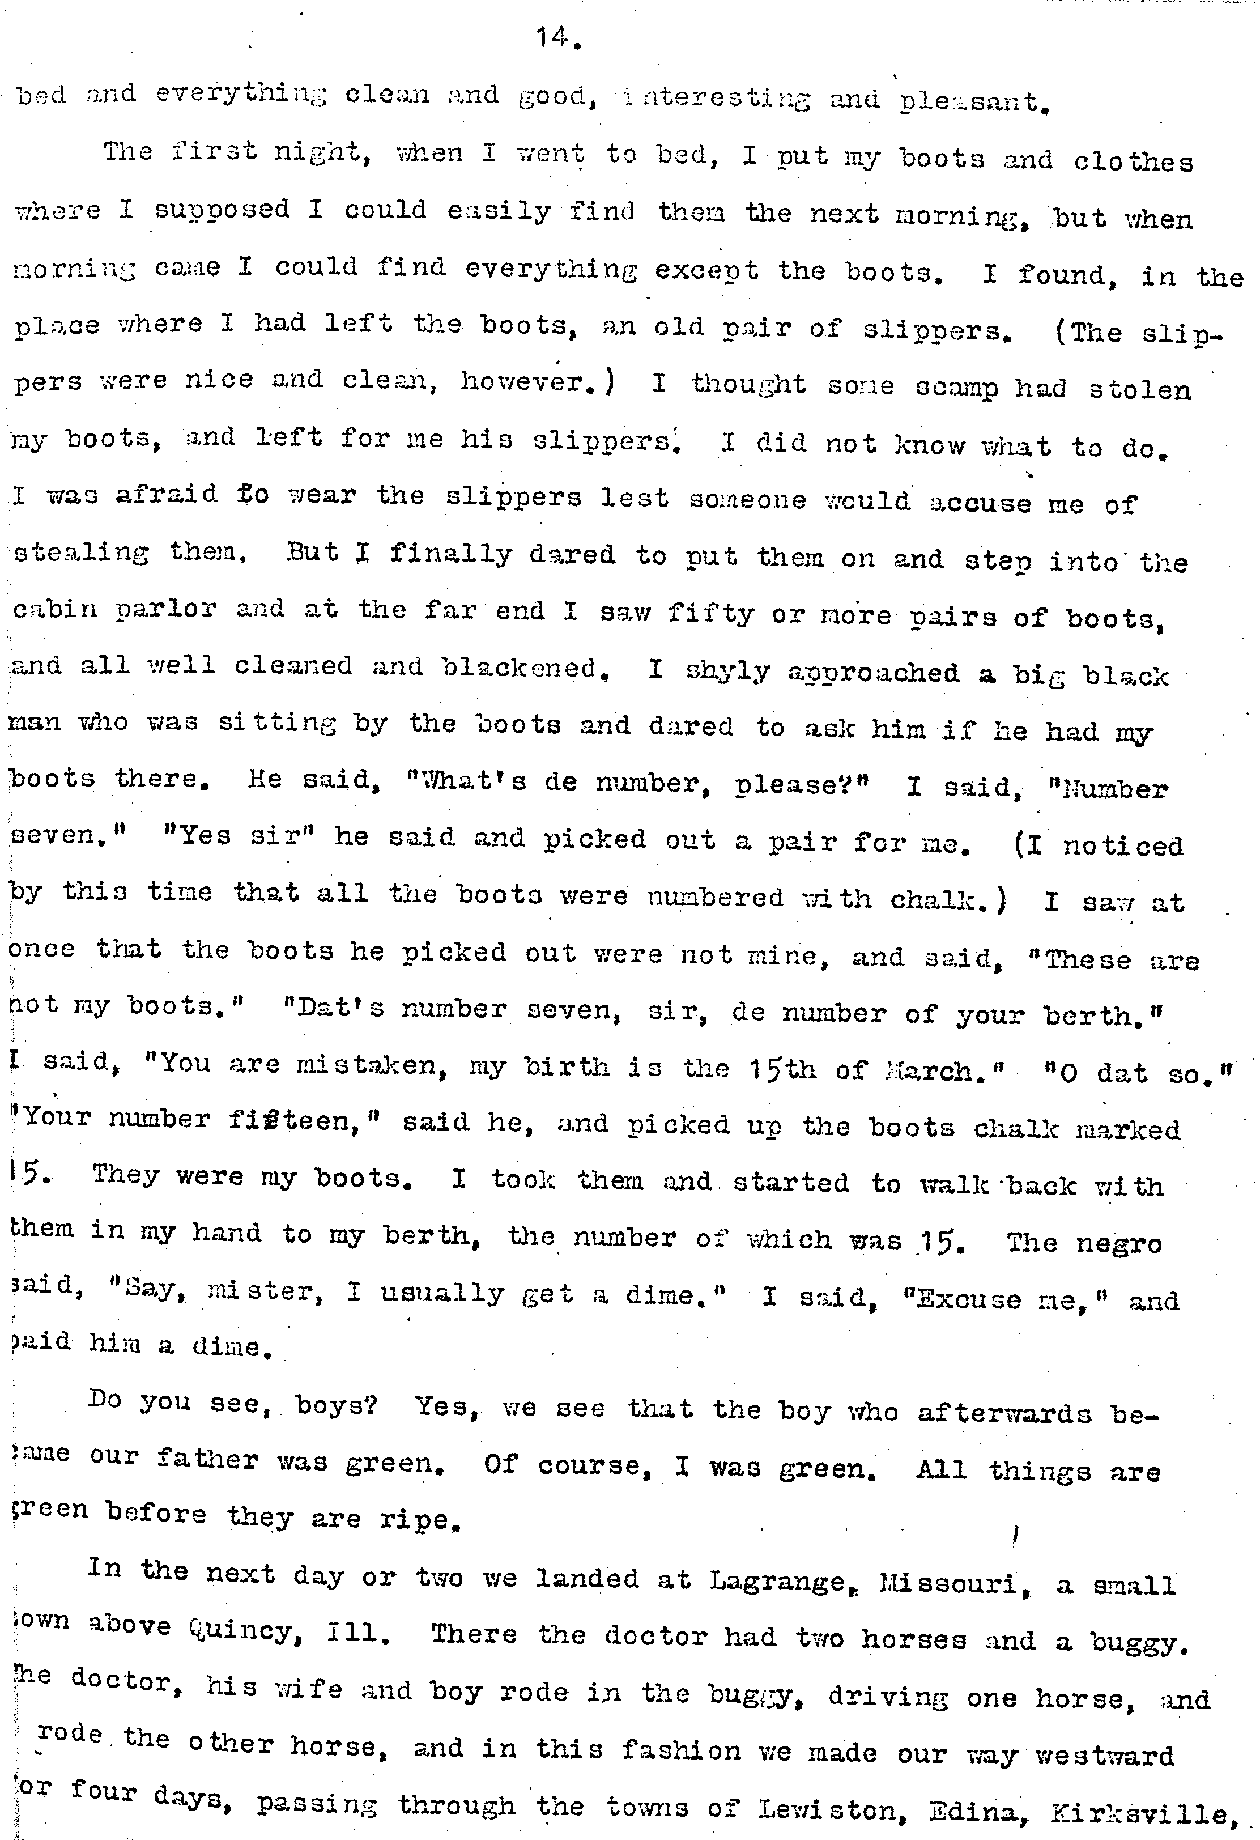 14.
bed and everything clean and good, interesting and pleasant.
The first night, when I went to bed, I put my boots and clothes
where I supposed I could easily find them the next morning, but when
morning came I could find everything except the boots. I found, in the
place where I had left the boots, an old pair of slippers. (The slip-
pers were nice and clean, however.) I thought some scamp had stolen
my boots, and left for me his slippers. I did not know what to do.
I was afraid to wear the slippers lest someone would accuse me of
stealing them. But I finally dared to put them on and step into the
cabin parlor and at the far end I saw fifty or more pairs of boots,
and all well cleaned and blackened. I shyly approached a big black
man who was sitting by the boots and dared to ask him if he had my
boots there. He said, "What's de number, please?" I said, "Number
seven." "Yes sir" he said and picked out a pair for me. (I noticed
by this time that all the boots were numbered with chalk.) I saw at
once that the boots he picked out were not mine, and said, "These are
not my boots." "Dat's number seven, sir, de number of your berth."
I said, "You are mistaken, my birth is the 15th of March." "O dat so."
"Your number fifteen," said he, and picked up the boots chalk marked
15. They were my boots. I took them and started to walk back with
them in my hand to my berth, the number of which was 15. The negro
said, "Say, mister, I usually get a dime." I said, "Excuse me," and
paid him a dime.
Do you see, boys? Yes, we see that the boy who afterwards be-
came our father was green. Of course, I was green. All things are
green before they are ripe.
In the next day or two we landed at Lagrange, Missouri, a small
town above Quincy, Ill. There the doctor had two horses and a buggy.
The doctor, his wife and boy rode in the buggy, driving one horse, and
rode the other horse, and in this fashion we made our way westward
for four days, passing through the towns of Lewiston, Edina, Kirksville,